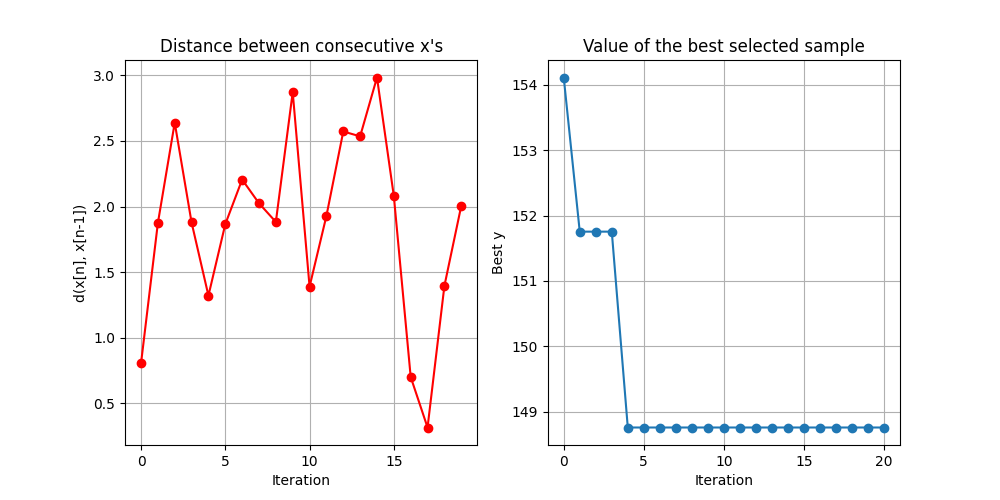 Distance between consecutive x's
3.0
2.5
2.0
1.5
1.0
0.5
d(x[n], x[n-1])
0 5 10 15
Iteration
Value of the best selected sample
154
153
152
151
150
149
Best y
0 5 10 15 20
Iteration